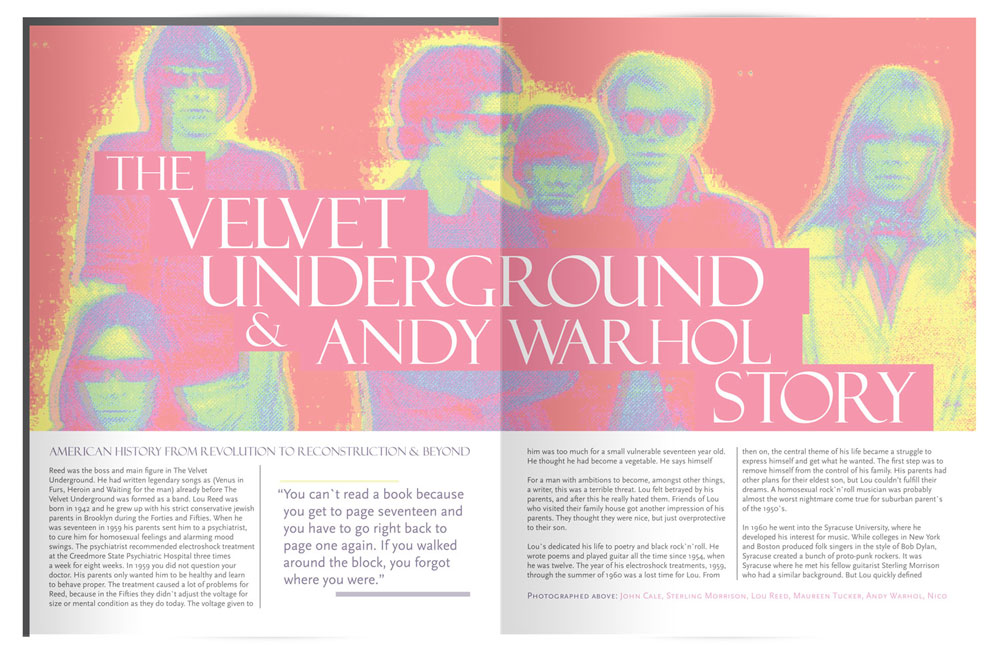 THE
VELVET
UNDERGROUND
& ANDY WARHOL
STORY
AMERICAN HISTORY FROM REVOLUTION TO RECONSTRUCTION & BEYOND
Reed was the boss and main figure in The Velvet
Underground. He had written legendary songs as (Venus in
Furs, Heroin and Waiting for the man) already before The
Velvet Underground was formed as a band. Lou Reed was
born in 1942 and he grew up with his strict conservative jewish
parents in Brooklyn during the Forties and Fifties. When he
was seventeen in 1959 his parents sent him to a psychiatrist,
to cure him for homosexual feelings and alarming mood
swings. The psychiatrist recommended electroshock treatment
at the Creedmore State Psychiatric Hospital three times
a week for eight weeks. In 1959 you did not question your
doctor. His parents only wanted him to be healthy and learn
to behave proper. The treatment caused a lot of problems for
Reed, because in the Fifties they didn`t adjust the voltage for
size or mental condition as they do today. The voltage given to
“You can`t read a book because
you get to page seventeen and
you have to go right back to
page one again. If you walked
around the block, you forgot
where you were.”
him was too much for a small vulnerable seventeen year old.
He thought he had become a vegetable. He says himself
For a man with ambitions to become, amongst other things,
a writer, this was a terrible threat. Lou felt betrayed by his
parents, and after this he really hated them. Friends of Lou
who visited their family house got another impression of his
parents. They thought they were nice, but just overprotective
to their son.
Lou`s dedicated his life to poetry and black rock`n`roll. He
wrote poems and played guitar all the time since 1954, when
he was twelve. The year of his electroshock treatments, 1959,
through the summer of 1960 was a lost time for Lou. From
then on, the central theme of his life became a struggle to
express himself and get what he wanted. The first step was to
remove himself from the control of his family. His parents had
other plans for their eldest son, but Lou couldn`t fulfill their
dreams. A homosexual rock`n`roll musician was probably
almost the worst nightmare come true for suburban parent`s
of the 1950`s.
In 1960 he went into the Syracuse University, where he
developed his interest for music. While colleges in New York
and Boston produced folk singers in the style of Bob Dylan,
Syracuse created a bunch of proto-punk rockers. It was
Syracuse where he met his fellow guitarist Sterling Morrison
who had a similar background. But Lou quickly defined
Photographed above: John Cale, Sterling Morrison, Lou Reed, Maureen Tucker, Andy Warhol, Nico